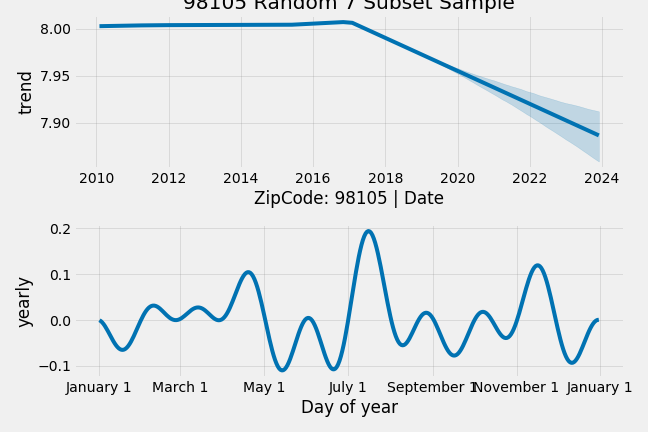 98105 Random 7 Subset Sample
8.00
7.95
7.90
trend
2010 2012 2014 2016 2018 2020 2022 2024
ZipCode: 98105 | Date
0.2
0.1
0.0
−0.1
yearly
January 1 March 1 May 1 July 1 September 1 November 1 January 1
Day of year